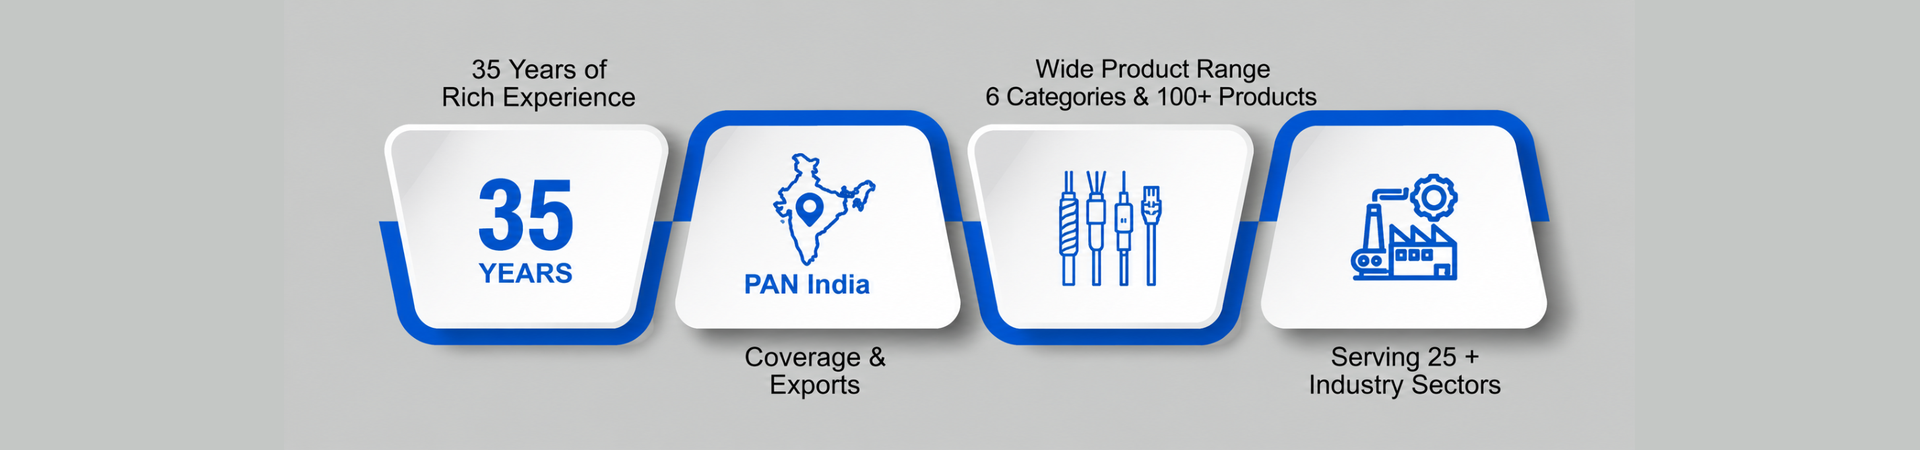 35 Years of
Rich Experience
35
YEARS
PAN India
Coverage &
Exports
Wide Product Range
6 Categories & 100+ Products
Serving 25 +
Industry Sectors